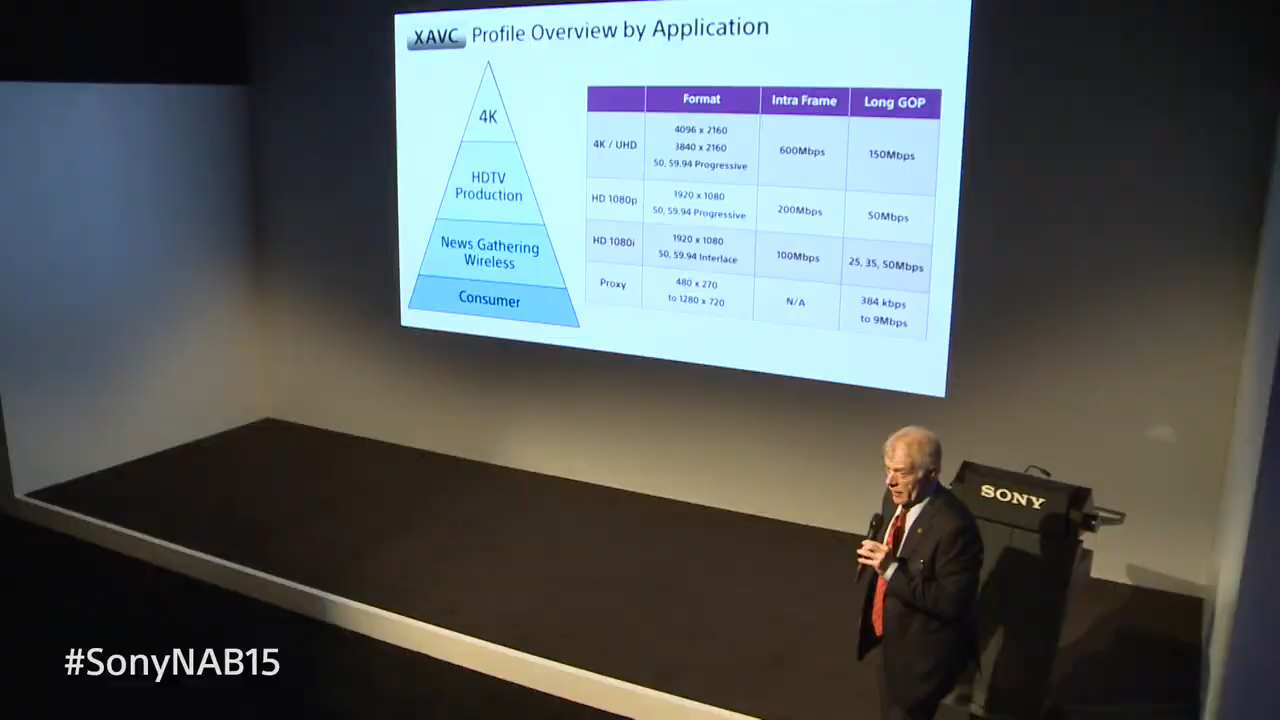 XAVC Profile Overview by Application
4K
HDTV
Production
News Gathering
Wireless
Consumer
Format Intra Frame Long GOP
4K / UHD
4096 x 2160
3840 x 2160
50, 59.94 Progressive
600Mbps
150Mbps
HD 1080p
1920 x 1080
50, 59.94 Progressive
200Mbps
50Mbps
HD 1080i
1920 x 1080
50, 59.94 Interlace
100Mbps
25, 35, 50Mbps
Proxy
480 x 270
to 1280 x 720
N/A
384 kbps
to 9Mbps
SONY
#SonyNAB15